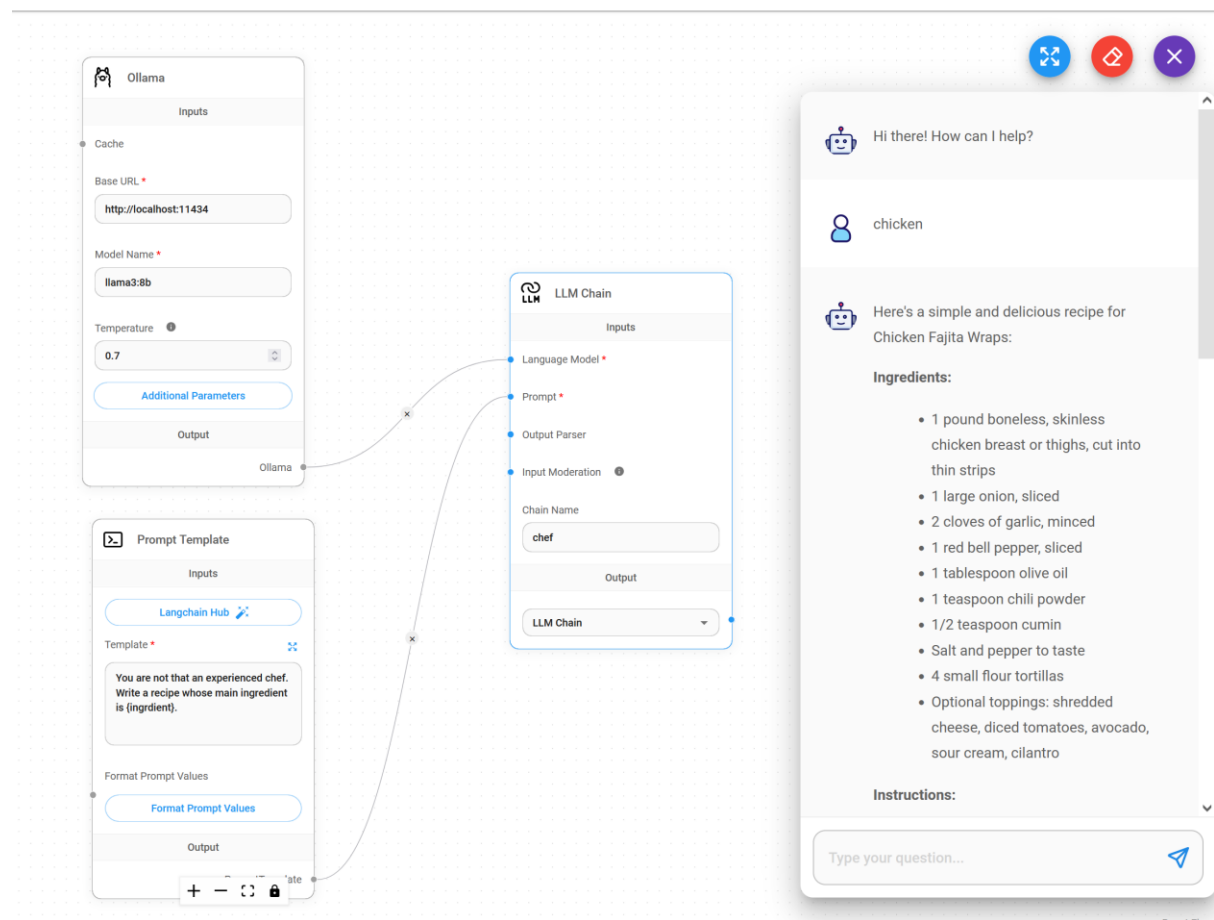 Ollama
Inputs
Cache
Base URL *
http://localhost:11434
Model Name *
llama3:8b
Temperature
0.7
Additional Parameters
Output
Ollama
Prompt Template
Inputs
Langchain Hub
Template *
You are not that an experienced chef.
Write a recipe whose main ingredient
is {ingrdient}.
Format Prompt Values
Format Prompt Values
Output
LLM
LLM Chain
Inputs
Language Model *
Prompt *
Output Parser
Input Moderation
Chain Name
chef
Output
LLM Chain
Hi there! How can I help?
chicken
Here's a simple and delicious recipe for
Chicken Fajita Wraps:
Ingredients:
• 1 pound boneless, skinless
chicken breast or thighs, cut into
thin strips
• 1 large onion, sliced
• 2 cloves of garlic, minced
• 1 red bell pepper, sliced
• 1 tablespoon olive oil
• 1 teaspoon chili powder
• 1/2 teaspoon cumin
• Salt and pepper to taste
• 4 small flour tortillas
• Optional toppings: shredded
cheese, diced tomatoes, avocado,
sour cream, cilantro
Instructions:
Type your question...